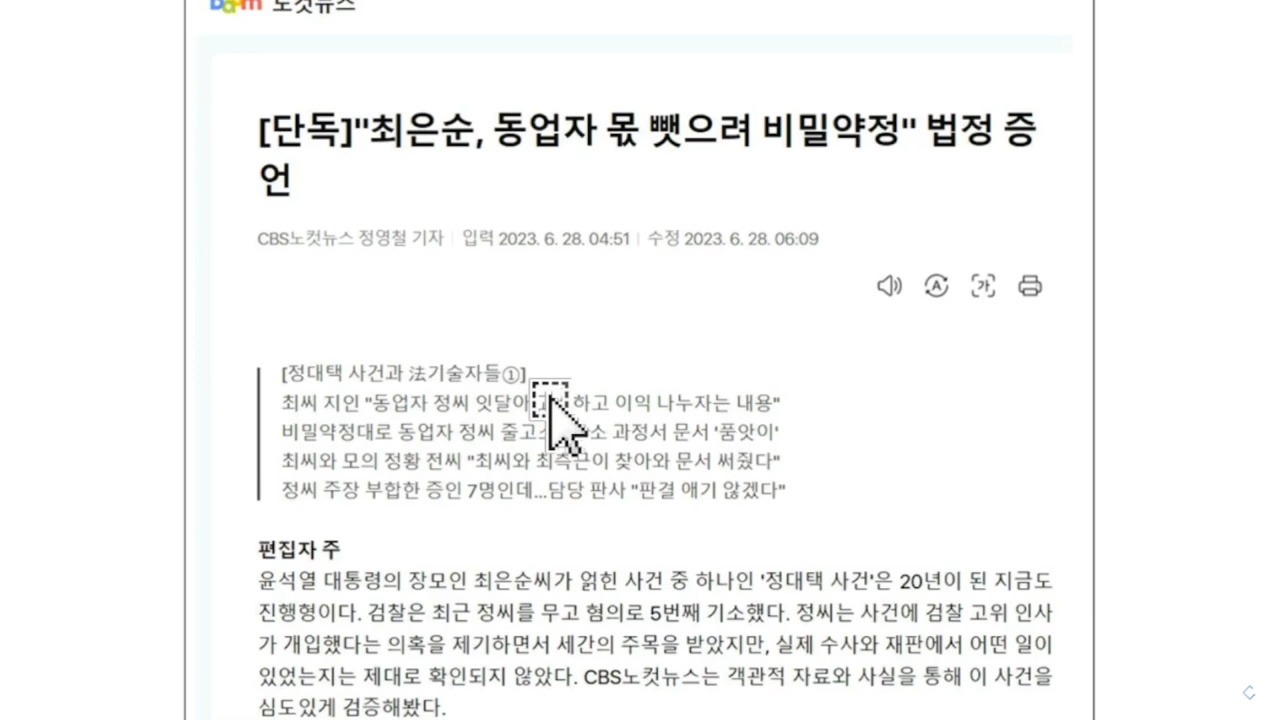 Daum 노컷뉴스
[단독]"최은순, 동업자 몫 뺏으려 비밀약정" 법정 증
언
CBS노컷뉴스 정영철 기자 입력 2023. 6. 28. 04:51 수정 2023. 6. 28. 06:09
[정대택 사건과 法기술자들①]
최씨 지인 "동업자 정씨 잇달아 하고 이익 나누자는 내용"
비밀약정대로 동업자 정씨 과정서 문서 '품앗이'
최씨와 모의 정황 전씨 "최씨와 최측근이 찾아와 문서 써줬다"
정씨 주장 부합한 증인 7명인데...담당 판사 "판결 얘기 않겠다"
편집자 주
윤석열 대통령의 장모인 최은순씨가 얽힌 사건 중 하나인 '정대택 사건'은 20년이 된 지금도
진행형이다. 검찰은 최근 정씨를 무고 혐의로 5번째 기소했다. 정씨는 사건에 검찰 고위 인사
가 개입했다는 의혹을 제기하면서 세간의 주목을 받았지만, 실제 수사와 재판에서 어떤 일이
있었는지는 제대로 확인되지 않았다. CBS노컷뉴스는 객관적 자료와 사실을 통해 이 사건을
심도있게 검증해봤다.